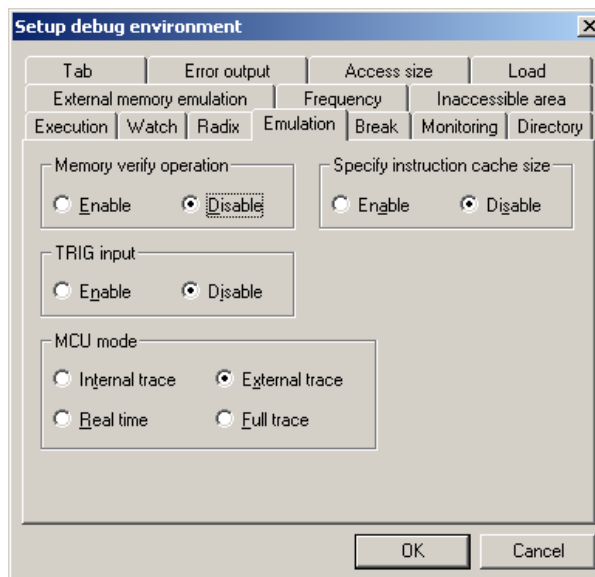 Setup debug environment
Tab Error output Access size Load
External memory emulation Frequency Inaccessible area
Execution Watch Radix Emulation Break Monitoring Directory
Memory verify operation Specify instruction cache size
Enable Disable Enable Disable
TRIG input
Enable Disable
MCU mode
Internal trace External trace
Real time Full trace
OK Cancel